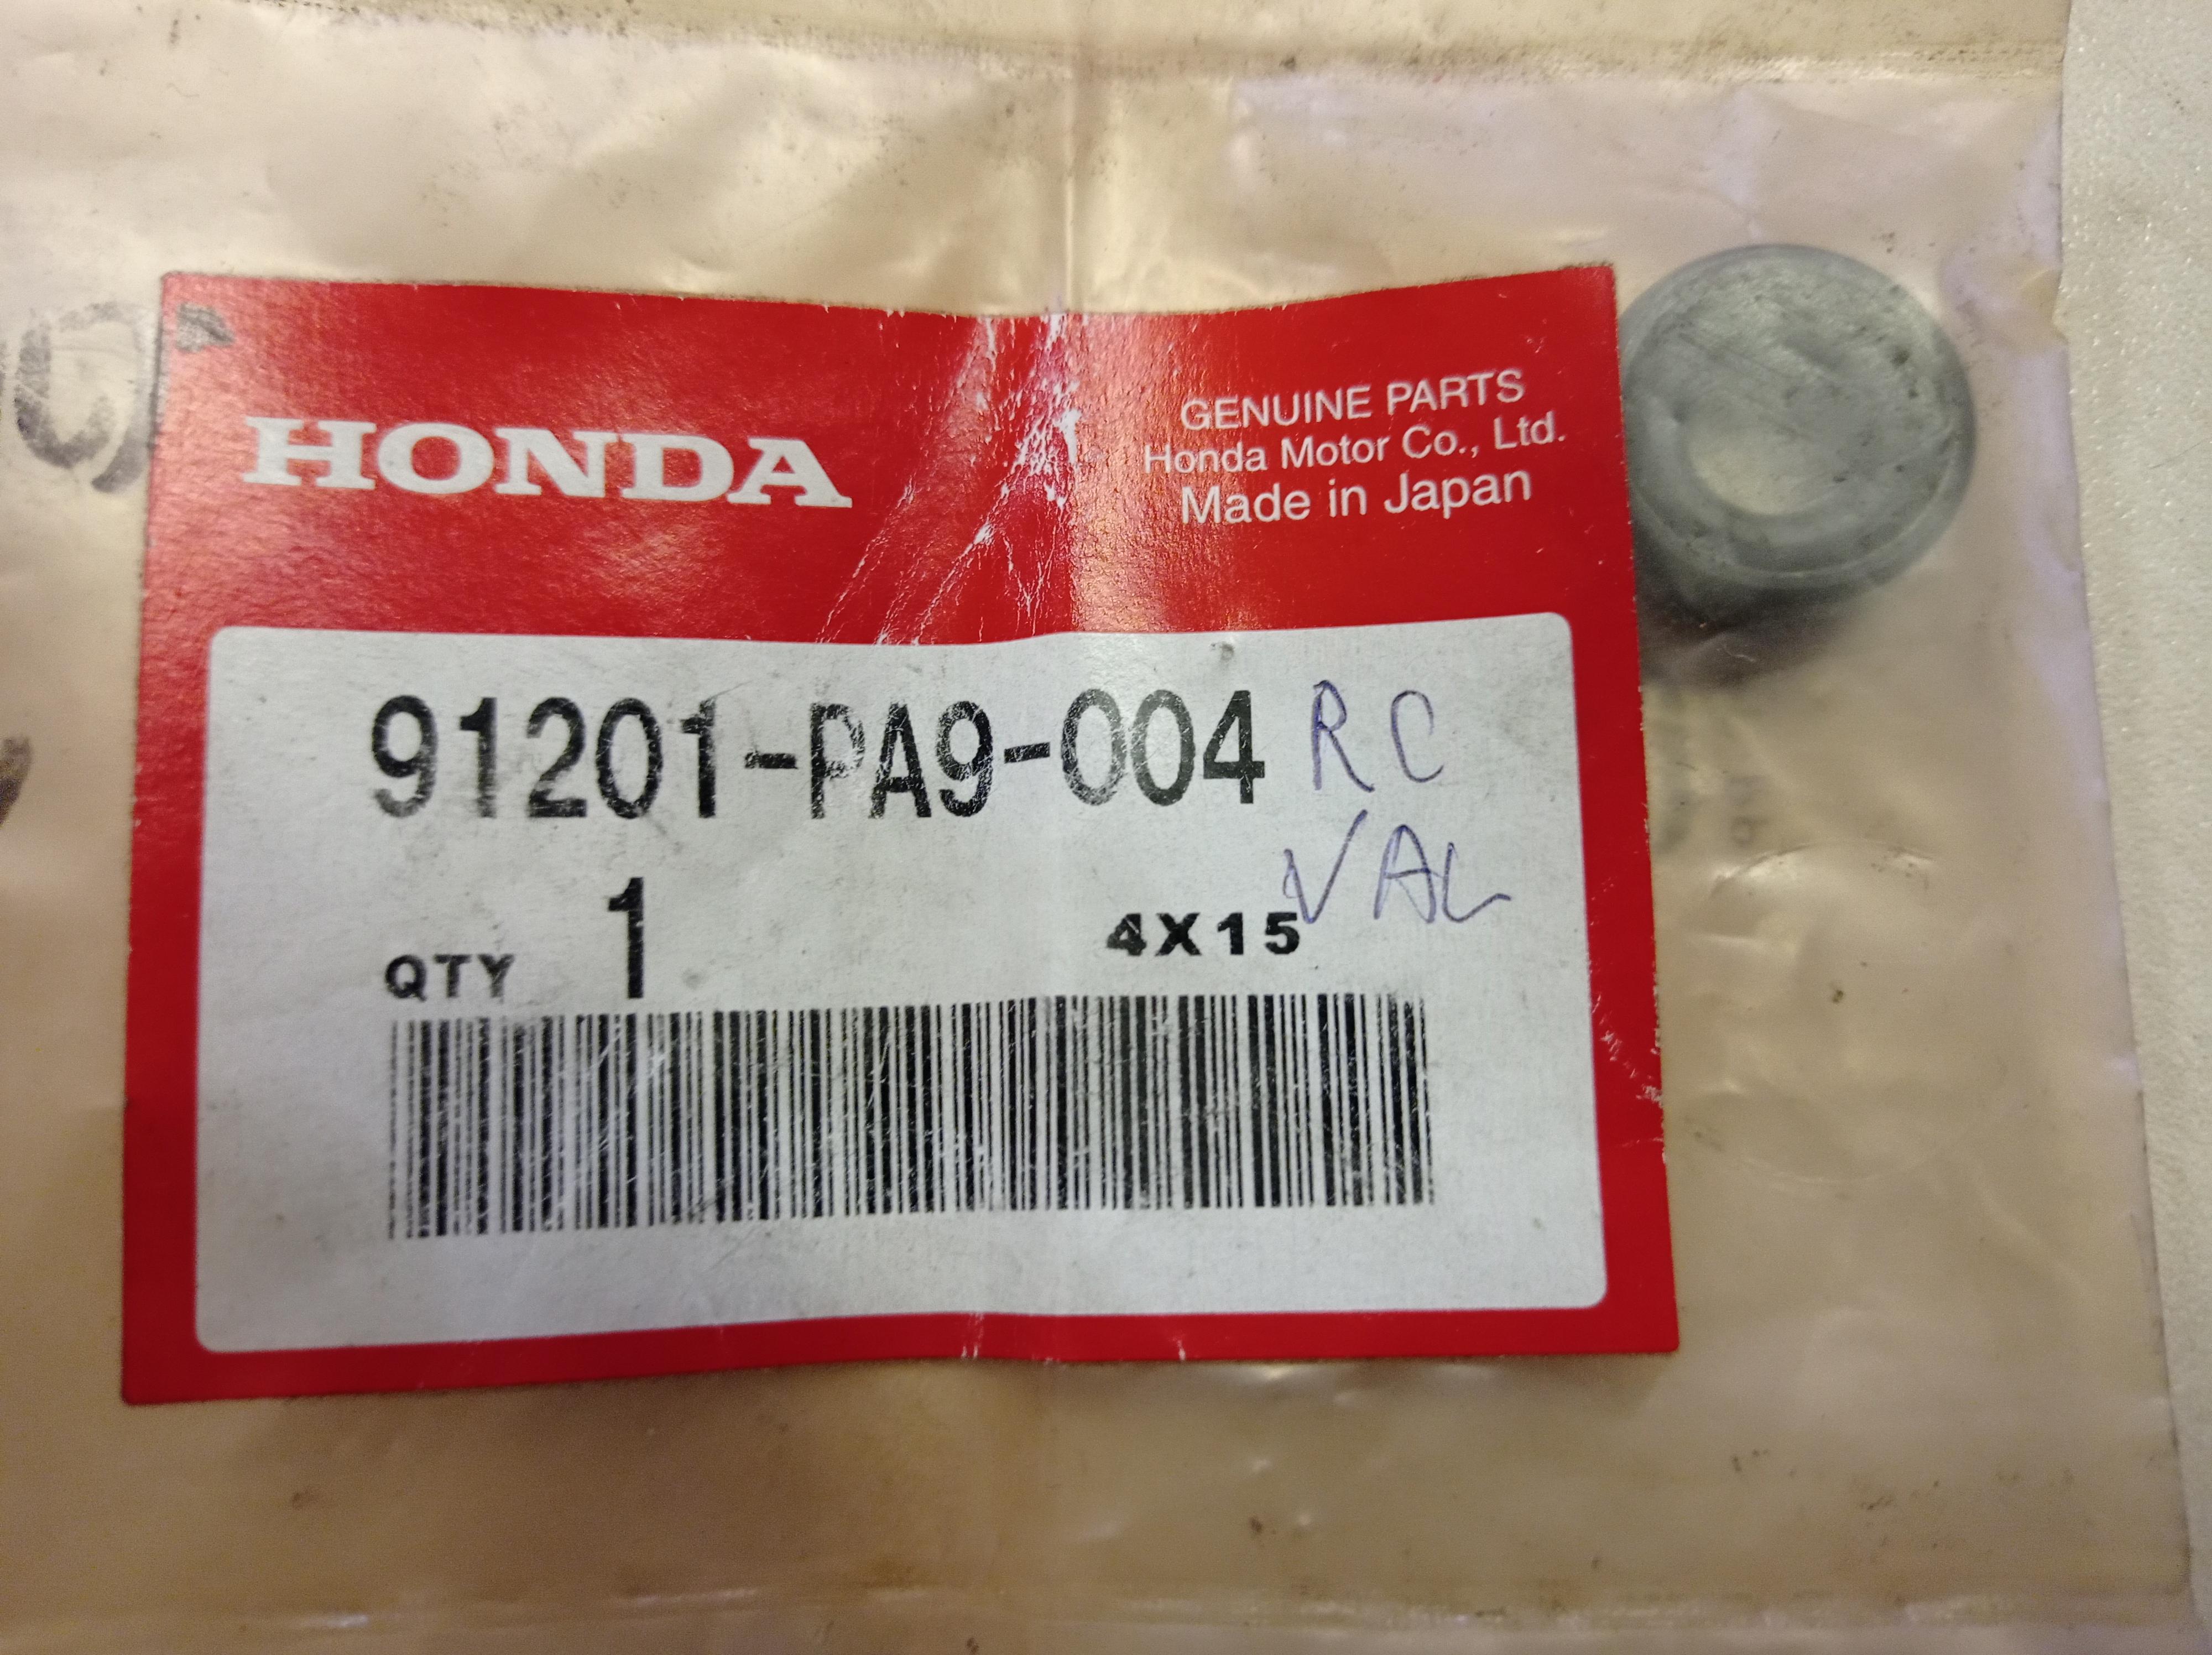 HONDA
GENUINE PARTS
Honda Motor Co., Ltd.
Made in Japan
91201-PA9-004 RC
VAL
QTY 1 4X15